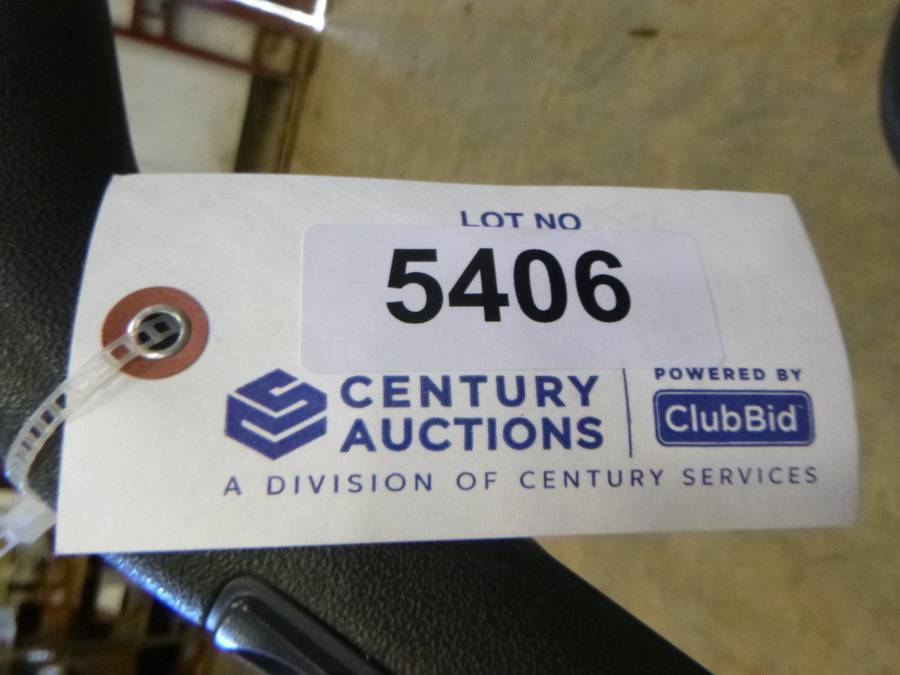 LOT NO
5406
CENTURY
AUCTIONS
POWERED BY
ClubBid
A DIVISION OF CENTURY SERVICES